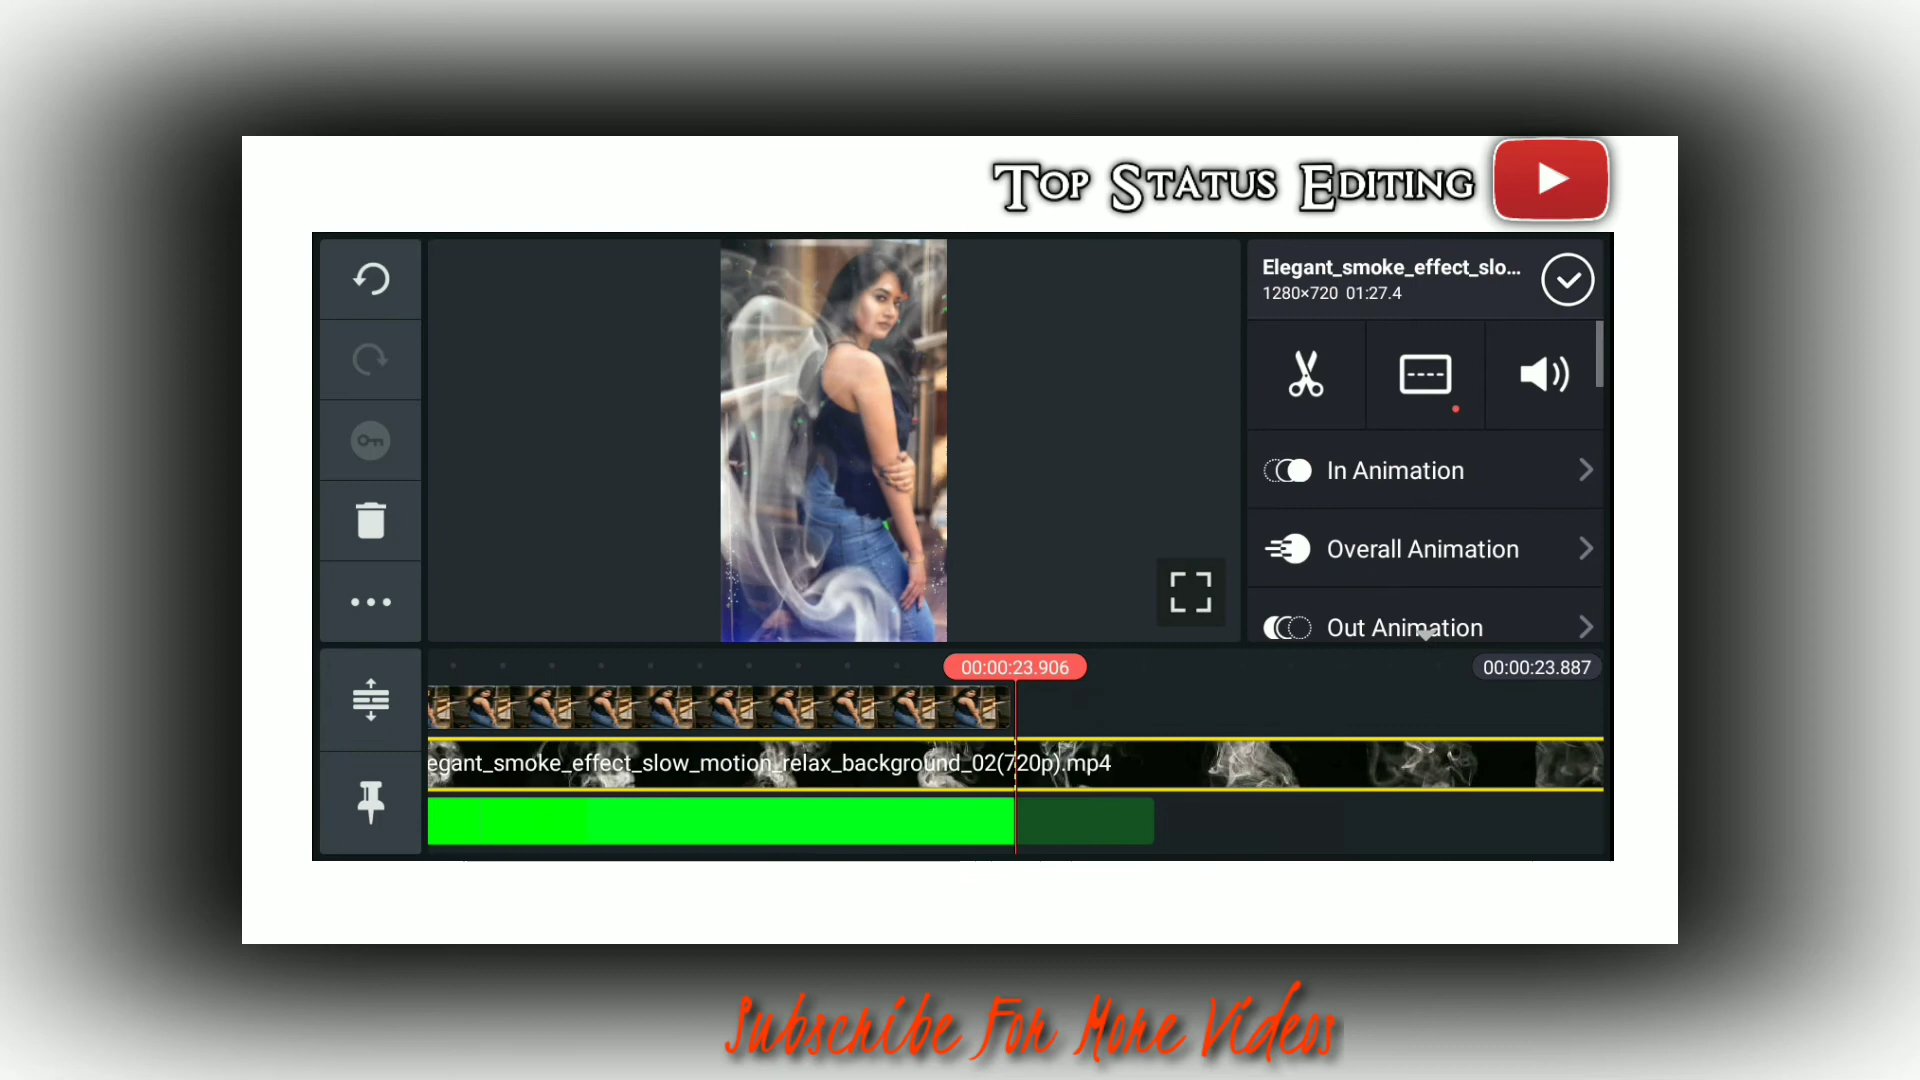 Top Status Editing
Elegant_smoke_effect_slo...
1280×720 01:27.4
In Animation
Overall Animation
Out Animation
00:00:23.906
00:00:23.887
egant_smoke_effect_slow_motion_relax_background_02(720p).mp4
Subscribe For More Videos